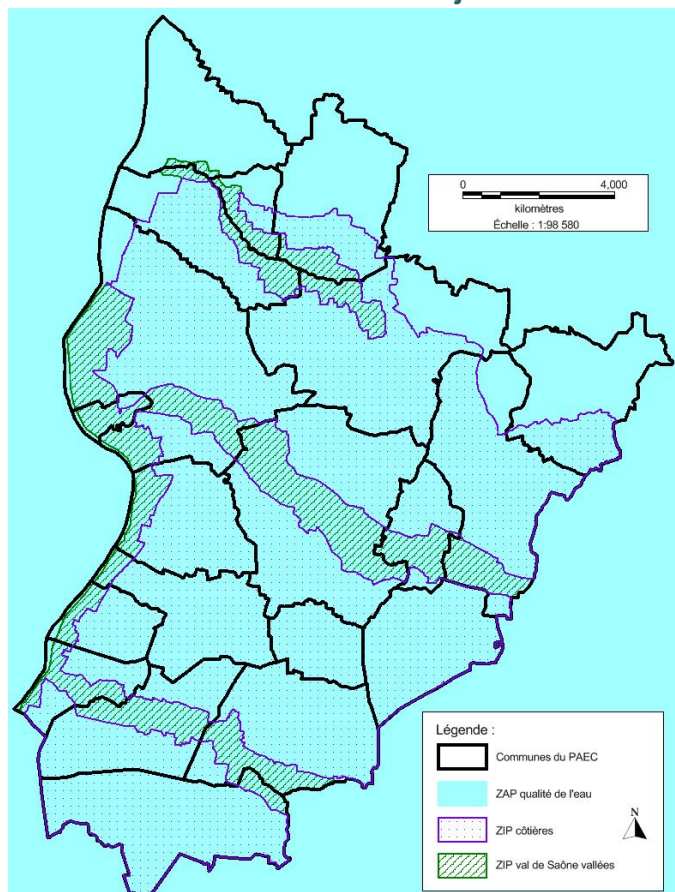 0 4,000
kilomètres
Échelle : 1:98 580
Légende :
Communes du PAEC
ZAP qualité de l'eau
ZIP côtières
ZIP val de Saône vallées
N